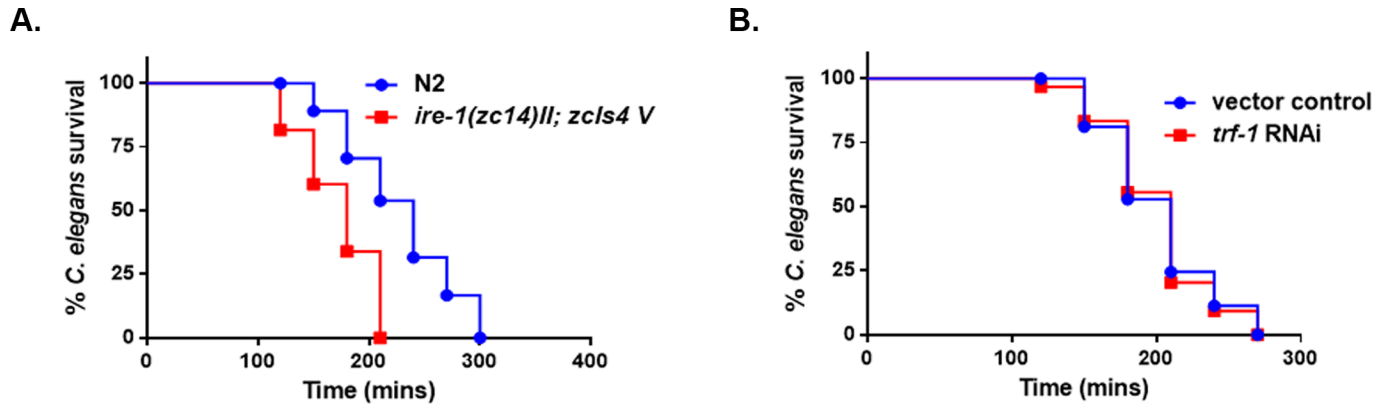 A.
B.
% C. elegans survival
100
75
50
25
0
0 100 200 300 400
Time (mins)
N2
ire-1(zc14)II; zcIs4 V
% C. elegans survival
100
75
50
25
0
0 100 200 300
Time (mins)
vector control
trf-1 RNAi